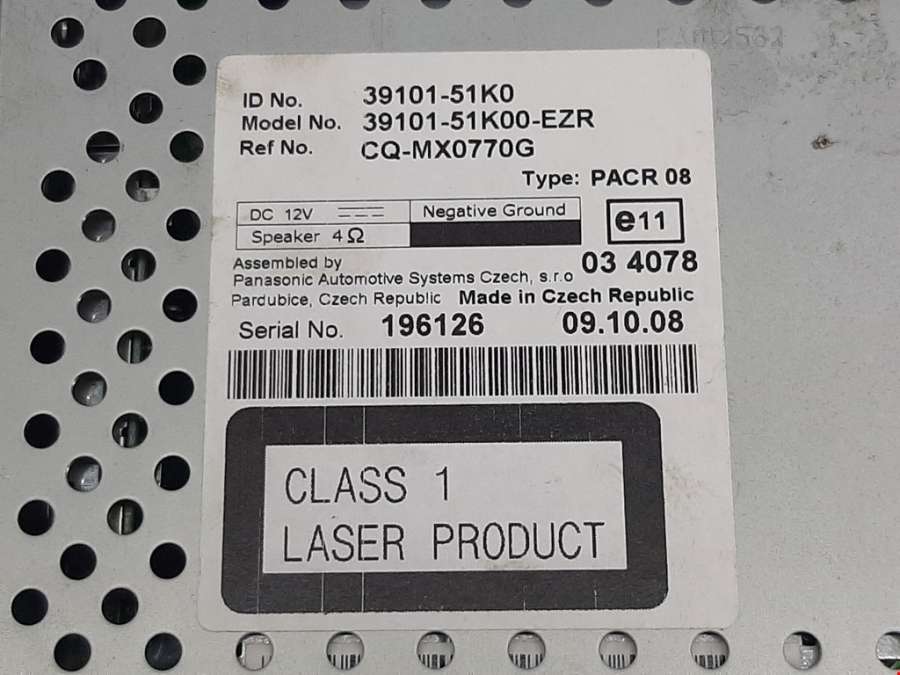 ID No. 39101-51K0
Model No. 39101-51K00-EZR
Ref No. CQ-MX0770G
Type: PACR 08
DC 12V Negative Ground
Speaker 4Ω
e11
Assembled by
03 4078
Panasonic Automotive Systems Czech, s.r.o
Pardubice, Czech Republic Made in Czech Republic
Serial No. 196126 09.10.08
CLASS 1
LASER PRODUCT